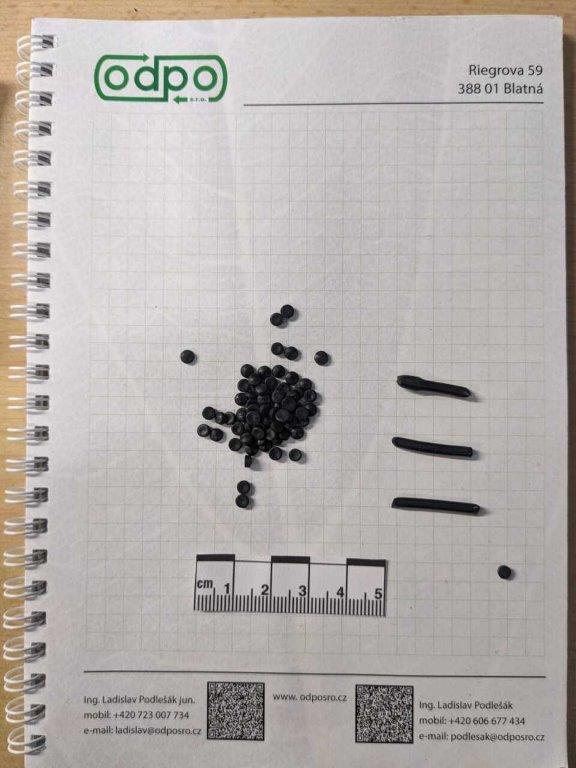 odpo
s.r.o.
Riegrova 59
388 01 Blatná
cm 1 2 3 4 5
Ing. Ladislav Podlešák jun.
mobil: +420 723 007 734
e-mail: ladislav@odposro.cz
www. odposro.cz
Ing. Ladislav Podlešák
mobil: +420 606 677 434
e-mail: podlesak@odposro.cz